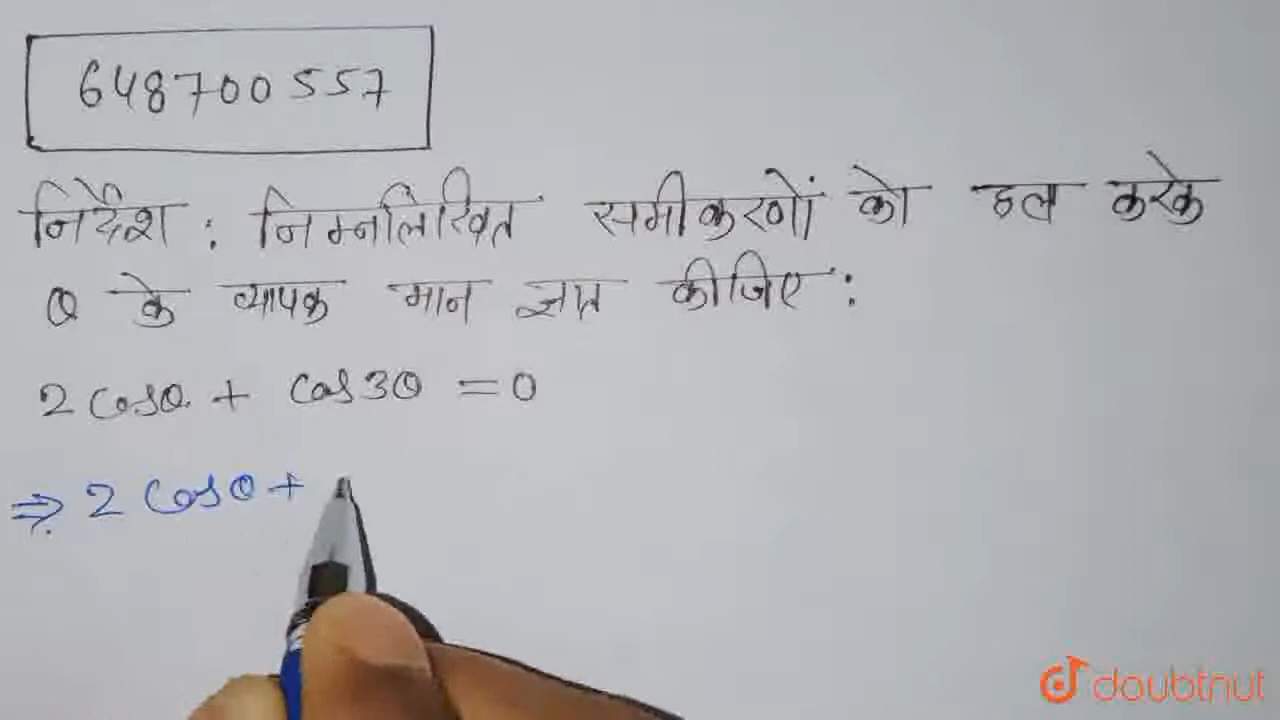 648700557
निर्देश : निम्नलिखित समीकरणों को हल करके
θ के व्यापक मान ज्ञात कीजिए :
2 cosθ + cos3θ = 0
⇒ 2 cosθ +
doubtnut